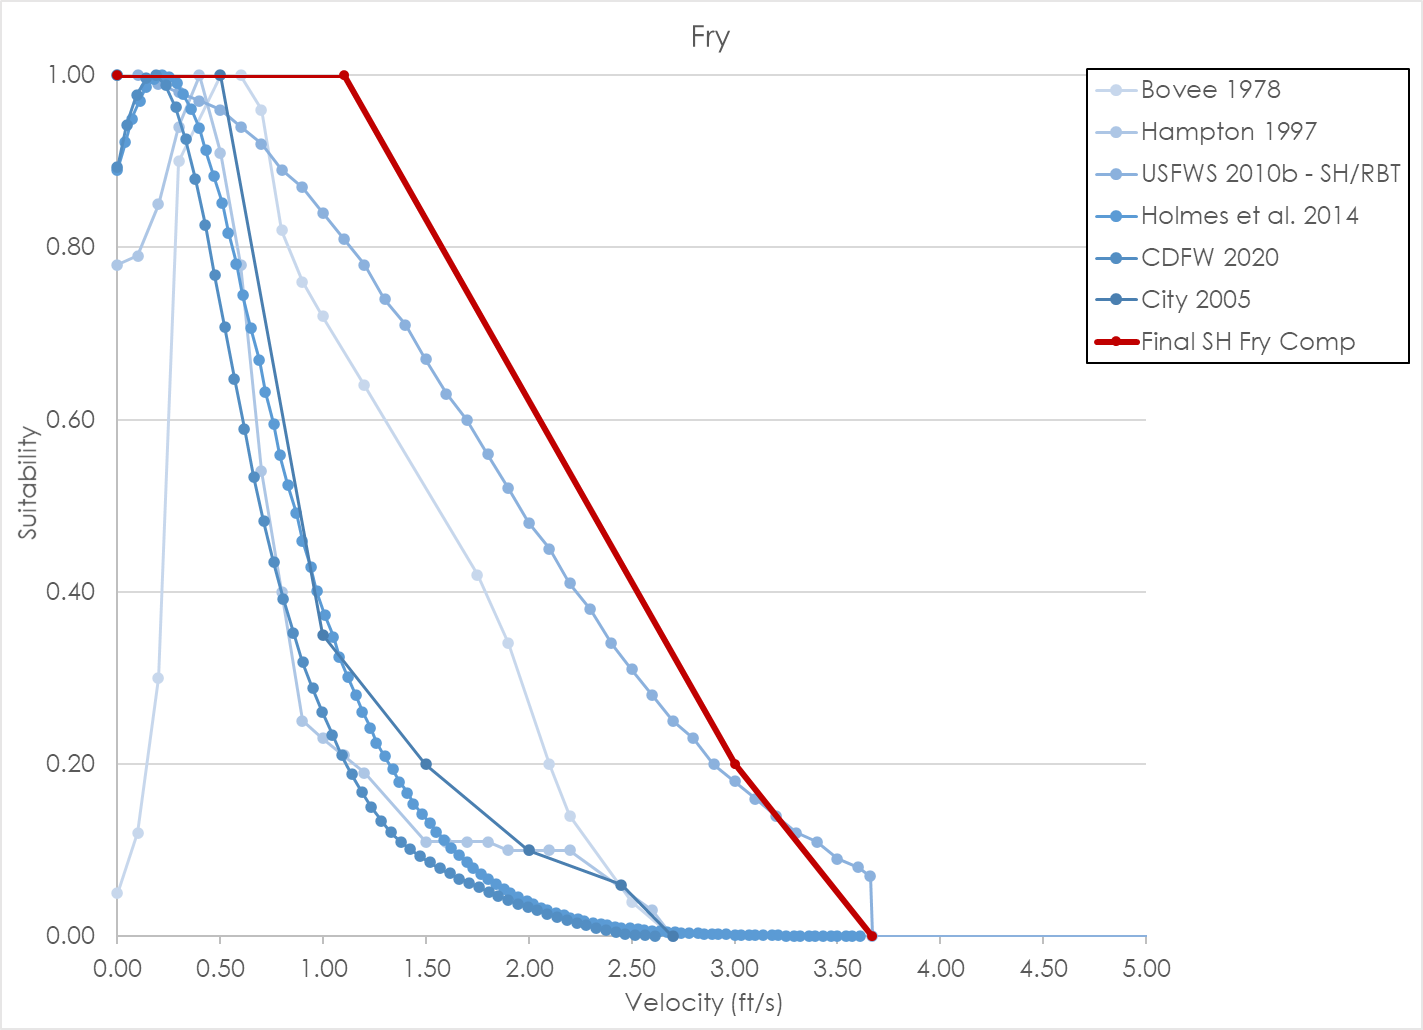 Fry
1.00
0.80
0.60
0.40
0.20
0.00
Suitability
0.00 0.50 1.00 1.50 2.00 2.50 3.00 3.50 4.00 4.50 5.00
Velocity (ft/s)
Bovee 1978
Hampton 1997
USFWS 2010b - SH/RBT
Holmes et al. 2014
CDFW 2020
City 2005
Final SH Fry Comp